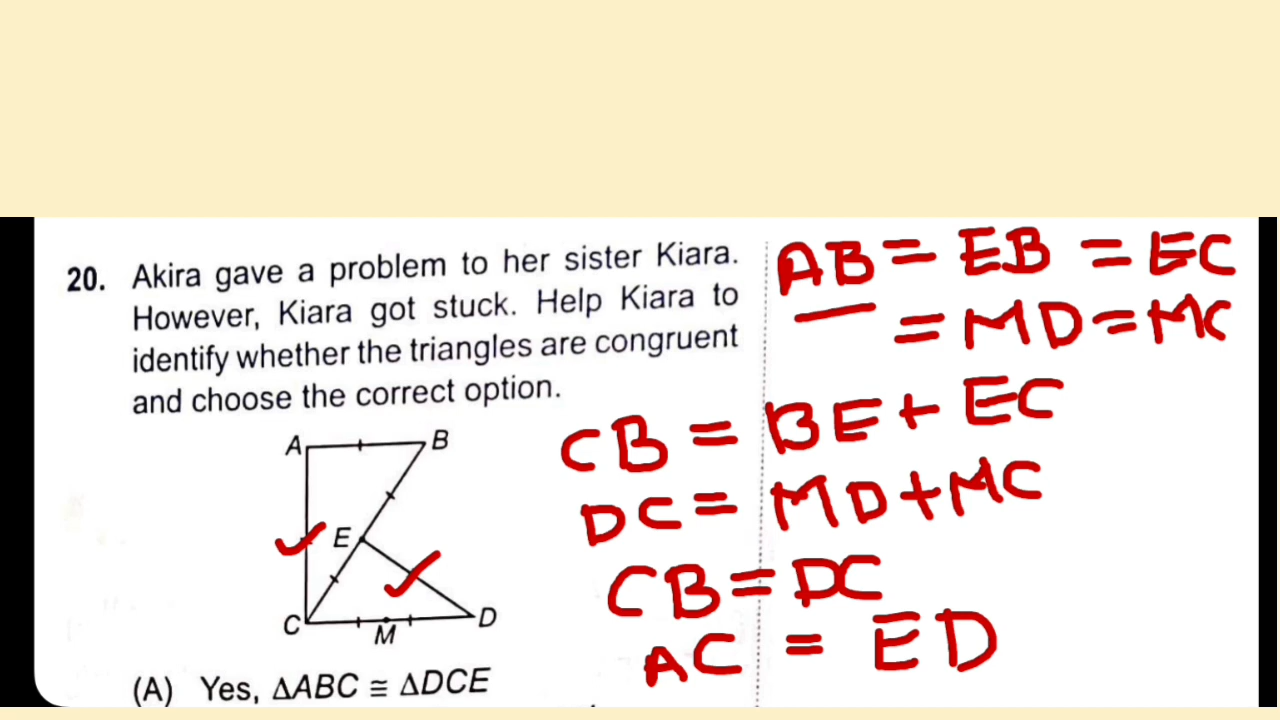 20. Akira gave a problem to her sister Kiara.
However, Kiara got stuck. Help Kiara to
identify whether the triangles are congruent
and choose the correct option.
A B
E
C M D
(A) Yes, ΔABC ≅ ΔDCE
AB = EB = EC
= MD = MC
CB = BE + EC
DC = MD + MC
CB = DC
AC = ED